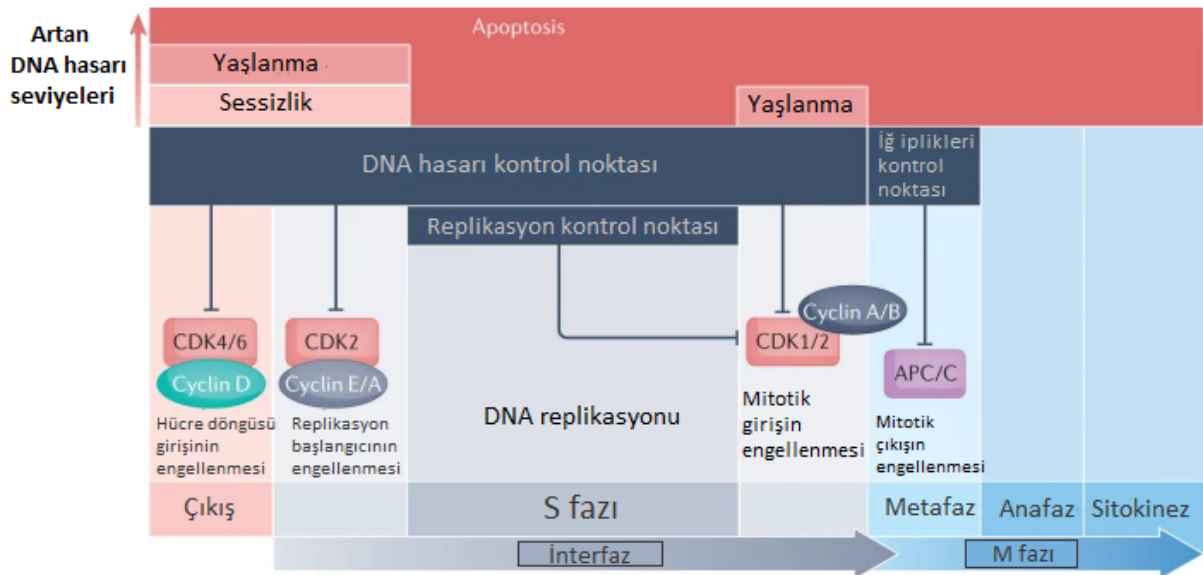 Artan
DNA hasarı
seviyeleri
Apoptosis
Yaşlanma
Sessizlik
Yaşlanma
DNA hasarı kontrol noktası
İğ iplikleri
kontrol
noktası
Replikasyon kontrol noktası
CDK4/6
Cyclin D
CDK2
Cyclin E/A
Cyclin A/B
CDK1/2
APC/C
Hücre döngüsü
girişinin
engellenmesi
Replikasyon
başlangıcının
engellenmesi
DNA replikasyonu
Mitotik
girişin
engellenmesi
Mitotik
çıkışın
engellenmesi
Çıkış
S fazı
Metafaz
Anafaz
Sitokinez
İnterfaz
M fazı